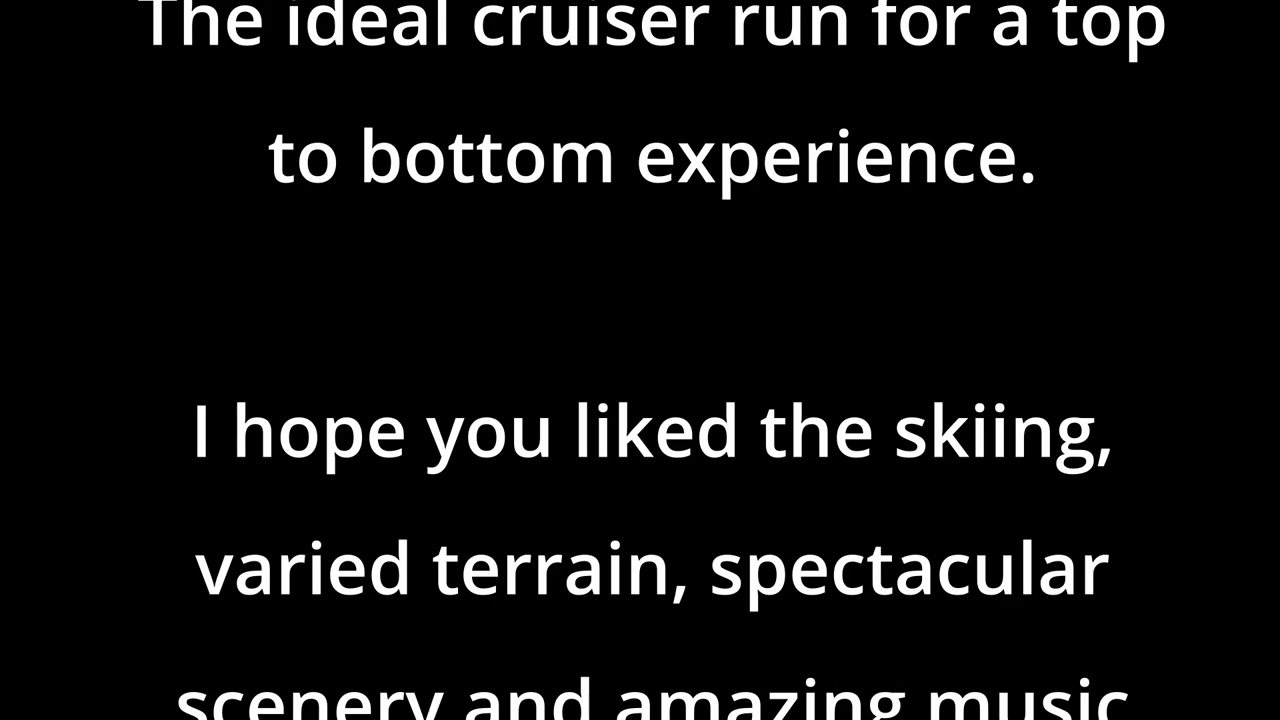 The ideal cruiser run for a top
to bottom experience.
I hope you liked the skiing,
varied terrain, spectacular
scenery and amazing music